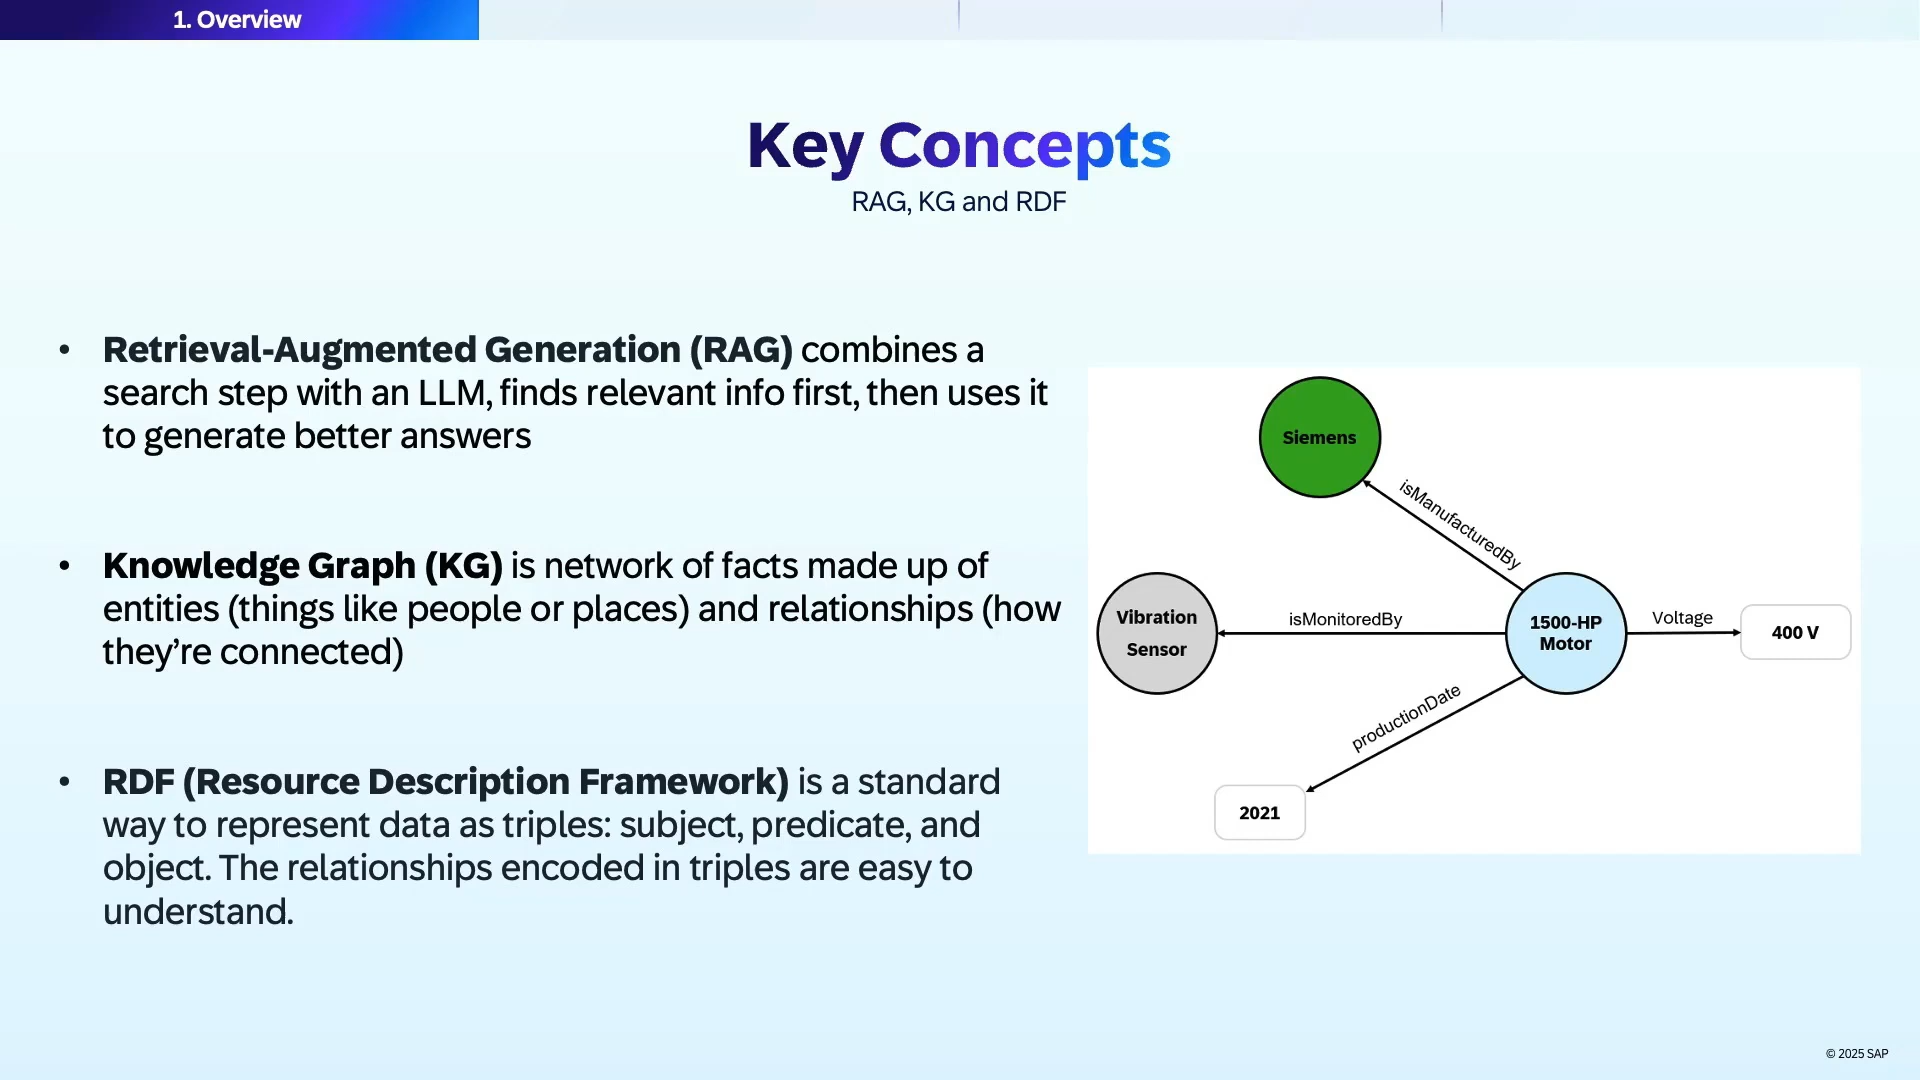 1. Overview
Key Concepts
RAG, KG and RDF
• Retrieval-Augmented Generation (RAG) combines a
search step with an LLM, finds relevant info first, then uses it
to generate better answers
• Knowledge Graph (KG) is network of facts made up of
entities (things like people or places) and relationships (how
they’re connected)
• RDF (Resource Description Framework) is a standard
way to represent data as triples: subject, predicate, and
object. The relationships encoded in triples are easy to
understand.
Siemens
isManufacturedBy
Vibration
Sensor
isMonitoredBy
1500-HP
Motor
Voltage
400 V
productionDate
2021
© 2025 SAP